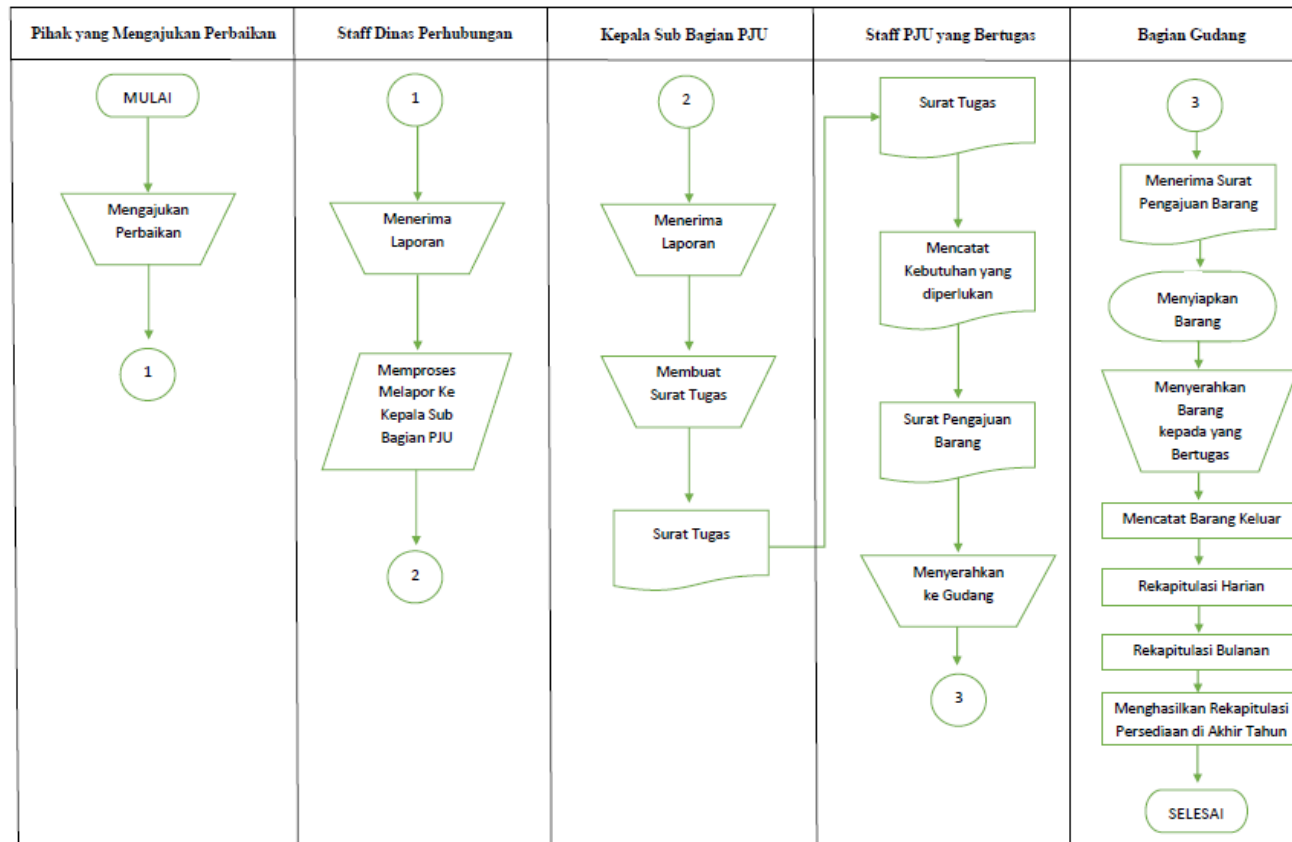 Pihak yang Mengajukan Perbaikan
Staff Dinas Perhubungan
Kepala Sub Bagian PJU
Staff PJU yang Bertugas
Bagian Gudang
MULAI
Mengajukan
Perbaikan
1
1
Menerima
Laporan
Memproses
Melapor Ke
Kepala Sub
Bagian PJU
2
2
Menerima
Laporan
Membuat
Surat Tugas
Surat Tugas
Surat Tugas
Mencatat
Kebutuhan yang
diperlukan
Surat Pengajuan
Barang
Menyerahkan
ke Gudang
3
3
Menerima Surat
Pengajuan Barang
Menyiapkan
Barang
Menyerahkan
Barang
kepada yang
Bertugas
Mencatat Barang Keluar
Rekapitulasi Harian
Rekapitulasi Bulanan
Menghasilkan Rekapitulasi
Persediaan di Akhir Tahun
SELESAI